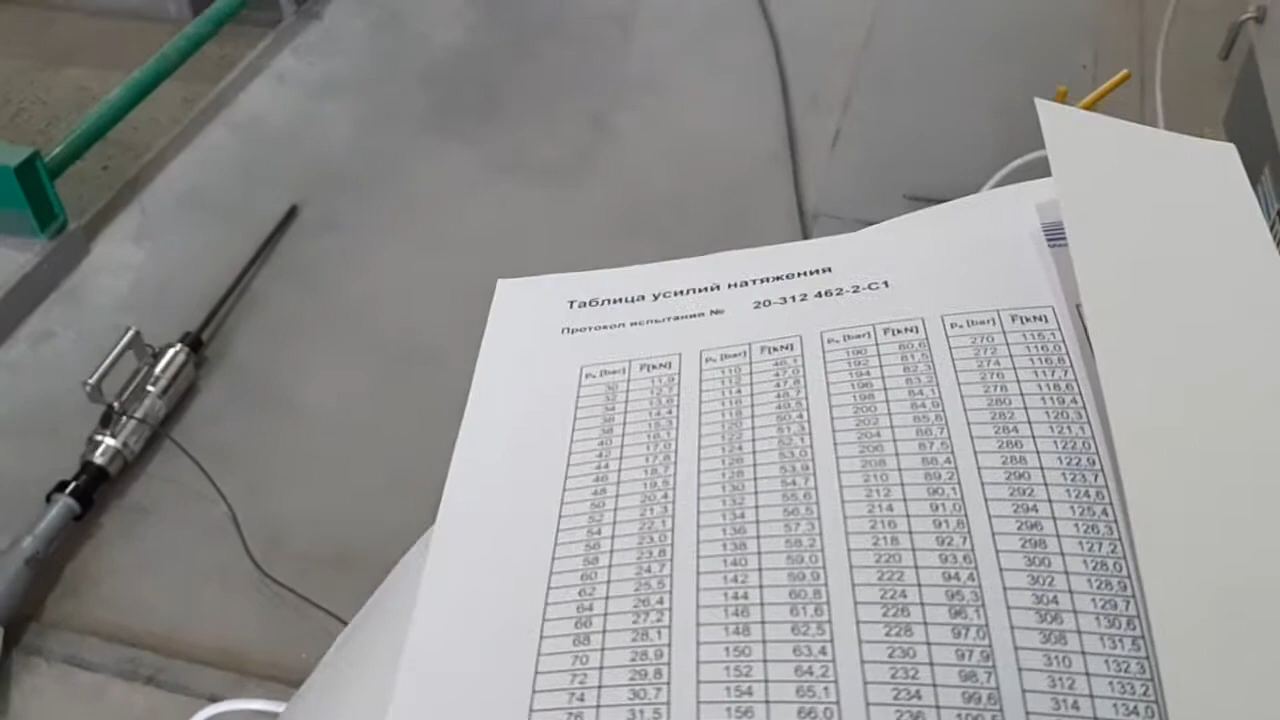 Таблица усилий натяжения
Протокол испытания № 20-312 462-2-C1
pₑ [bar] F[kN] pₑ [bar] F[kN] pₑ [bar] F[kN] pₑ [bar] F[kN]
30 11,9 110 46,1 190 80,6 270 115,1
32 112 47,0 192 81,5 272 116,0
34 13,6 114 47,8 194 82,3 274 116,8
36 14,4 116 48,7 196 83,2 276 117,7
38 15,3 118 49,5 198 84,1 278 118,6
40 16,1 120 50,4 200 84,9 280 119,4
42 17,0 122 51,3 202 85,8 282 120,3
44 17,8 124 52,1 204 86,7 284 121,1
46 18,7 126 53,0 206 87,5 286 122,0
48 19,5 128 53,9 208 88,4 288 122,9
50 20,4 130 54,7 210 89,2 290 123,7
52 21,3 132 55,6 212 90,1 292 124,6
54 22,1 134 56,5 214 91,0 294 125,4
56 23,0 136 57,3 216 91,8 296 126,3
58 23,8 138 58,2 218 92,7 298 127,2
60 24,7 140 59,0 220 93,6 300 128,0
62 25,5 142 59,9 222 94,4 302 128,9
64 26,4 144 60,8 224 95,3 304 129,7
66 27,2 146 61,6 226 96,1 306 130,6
68 28,1 148 62,5 228 97,0 308 131,5
70 28,9 150 63,4 230 97,9 310 132,3
72 29,8 152 64,2 232 98,7 312 133,2
74 30,7 154 65,1 234 99,6 314 134,0
76 31,5 156 66,0 236